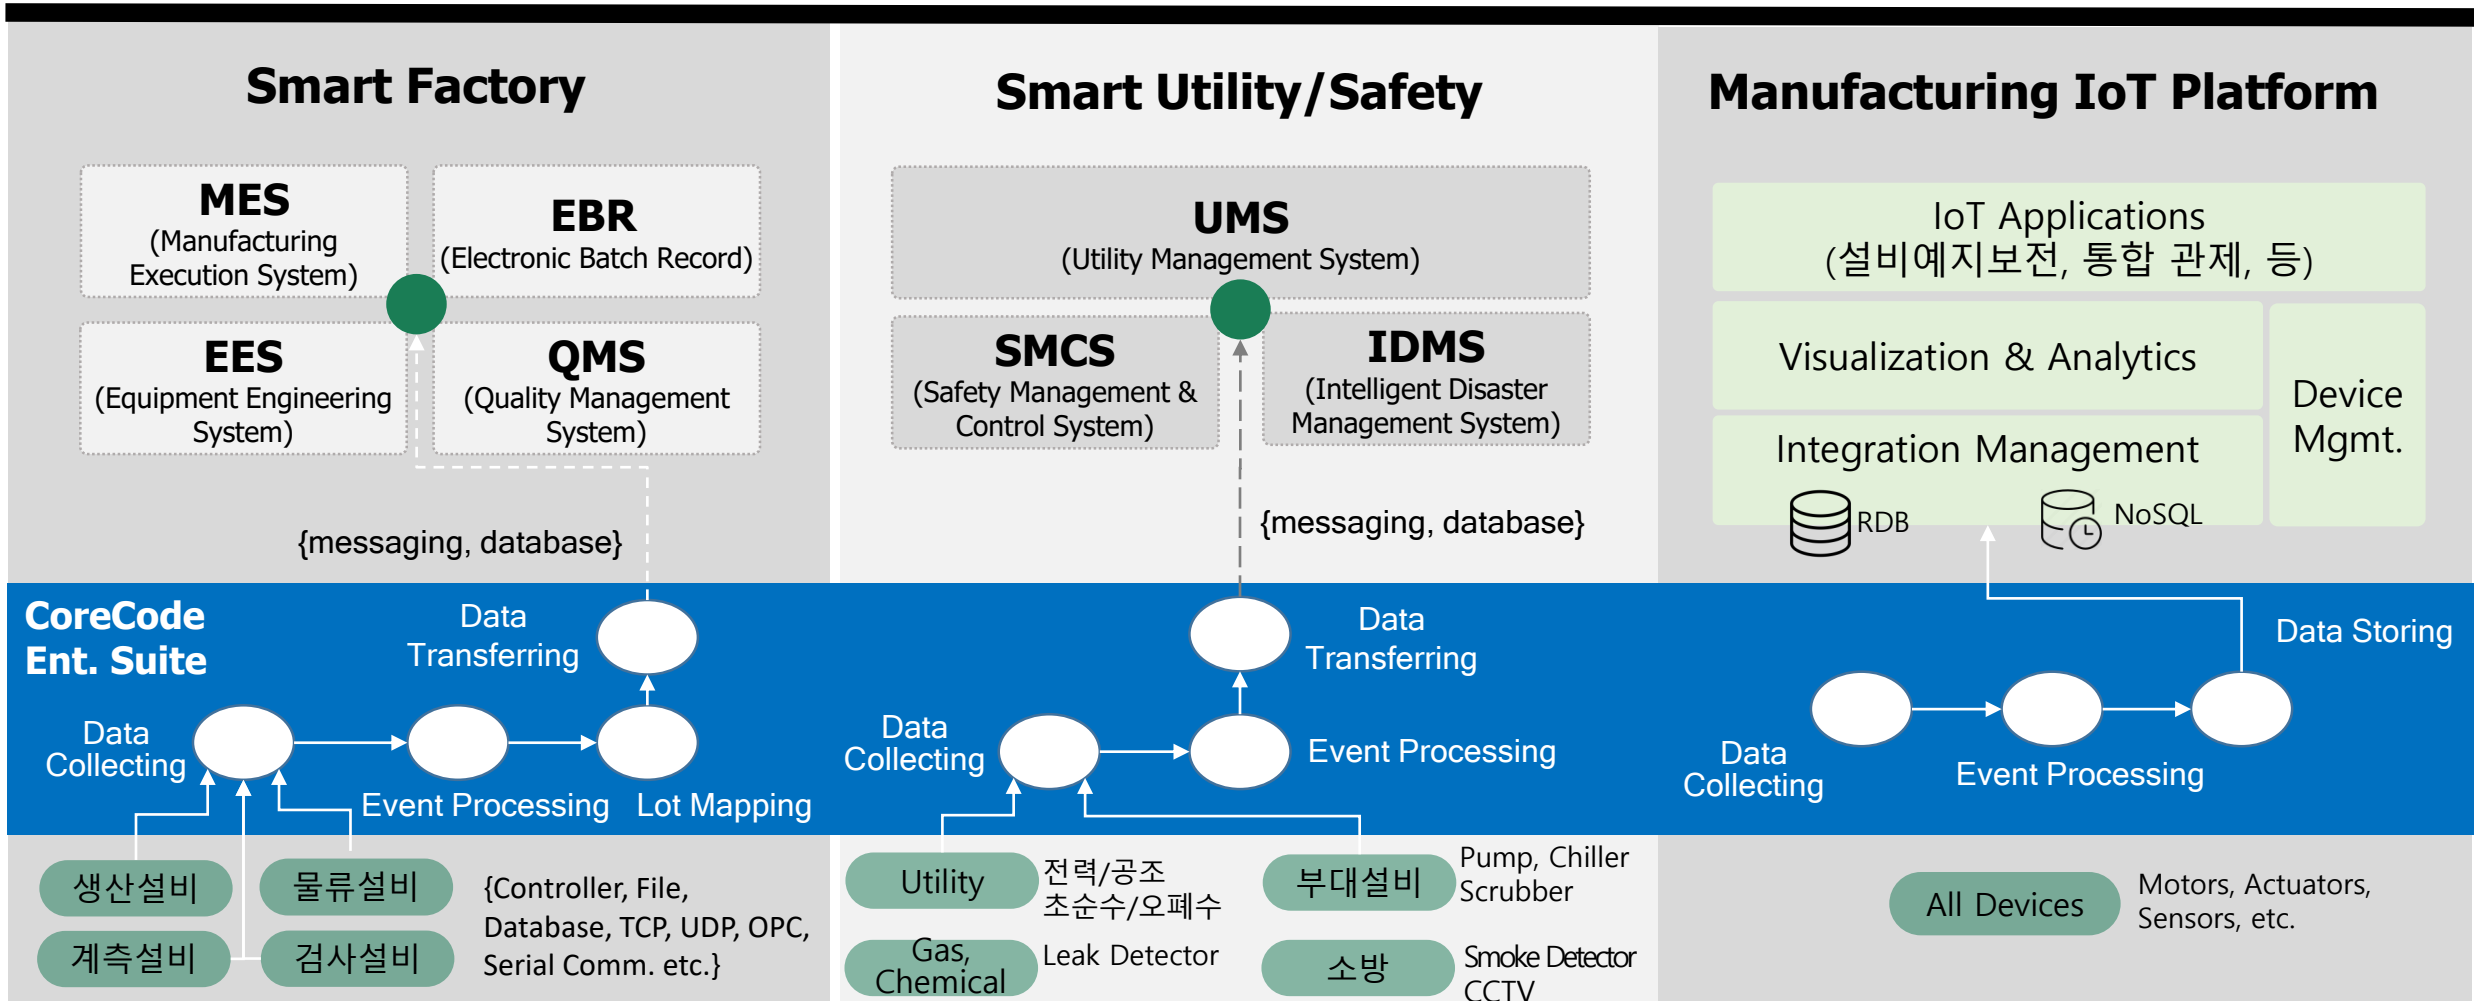 Smart Factory
MES
(Manufacturing
Execution System)
EBR
(Electronic Batch Record)
EES
(Equipment Engineering
System)
QMS
(Quality Management
System)
{messaging, database}
Smart Utility/Safety
UMS
(Utility Management System)
SMCS
(Safety Management &
Control System)
IDMS
(Intelligent Disaster
Management System)
{messaging, database}
Manufacturing IoT Platform
IoT Applications
(설비예지보전, 통합 관제, 등)
Visualization & Analytics
Device
Mgmt.
Integration Management
RDB
NoSQL
CoreCode
Ent. Suite
Data
Transferring
Data
Collecting
Event Processing
Lot Mapping
Data
Transferring
Data
Collecting
Event Processing
Data Storing
Data
Collecting
Event Processing
생산설비
물류설비
계측설비
검사설비
{Controller, File,
Database, TCP, UDP, OPC,
Serial Comm. etc.}
Utility
전력/공조
초순수/오폐수
부대설비
Pump, Chiller
Scrubber
Gas,
Chemical
Leak Detector
소방
Smoke Detector
CCTV
All Devices
Motors, Actuators,
Sensors, etc.